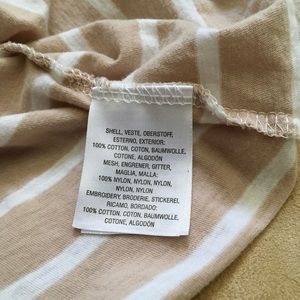 SHELL, VESTE, OBERSTOFF,
ESTERNO, EXTERIOR:
100% COTTON, COTON, BAUMWOLLE,
COTONE, ALGODÓN
MESH, ENGRENER, GITTER,
MAGLIA, MALLA:
100% NYLON, NYLON, NYLON,
NYLON, NYLON
EMBROIDERY, BRODERIE, STICKEREI,
RICAMO, BORDADO:
100% COTTON, COTON, BAUMWOLLE,
COTONE, ALGODÓN